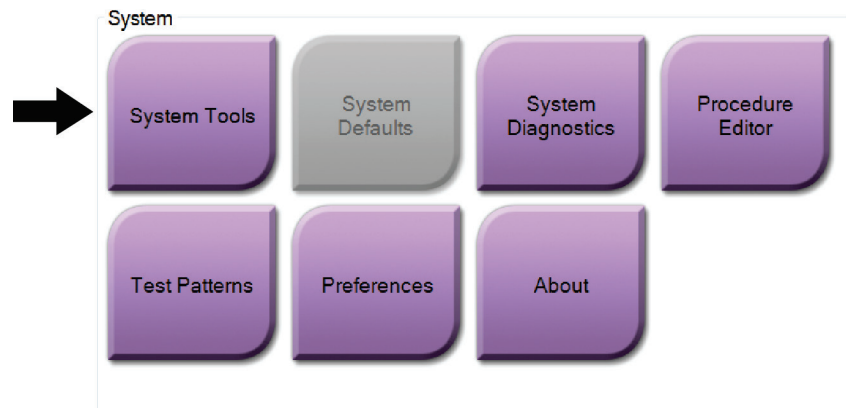 System
System Tools
System
Defaults
System
Diagnostics
Procedure
Editor
Test Patterns
Preferences
About